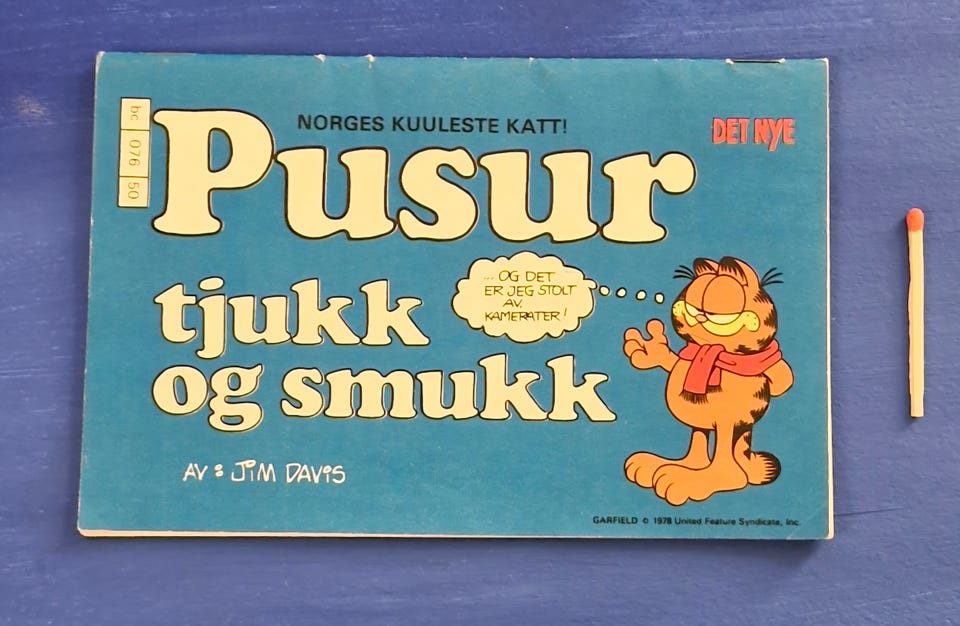 NORGES KUULESTE KATT!
DET NYE
bc 076 50
Pusur
tjukk
og smukk
... OG DET
ER JEG STOLT
AV,
KAMERATER!
AV: JIM DAVIS
GARFIELD © 1978 United Feature Syndicate, Inc.